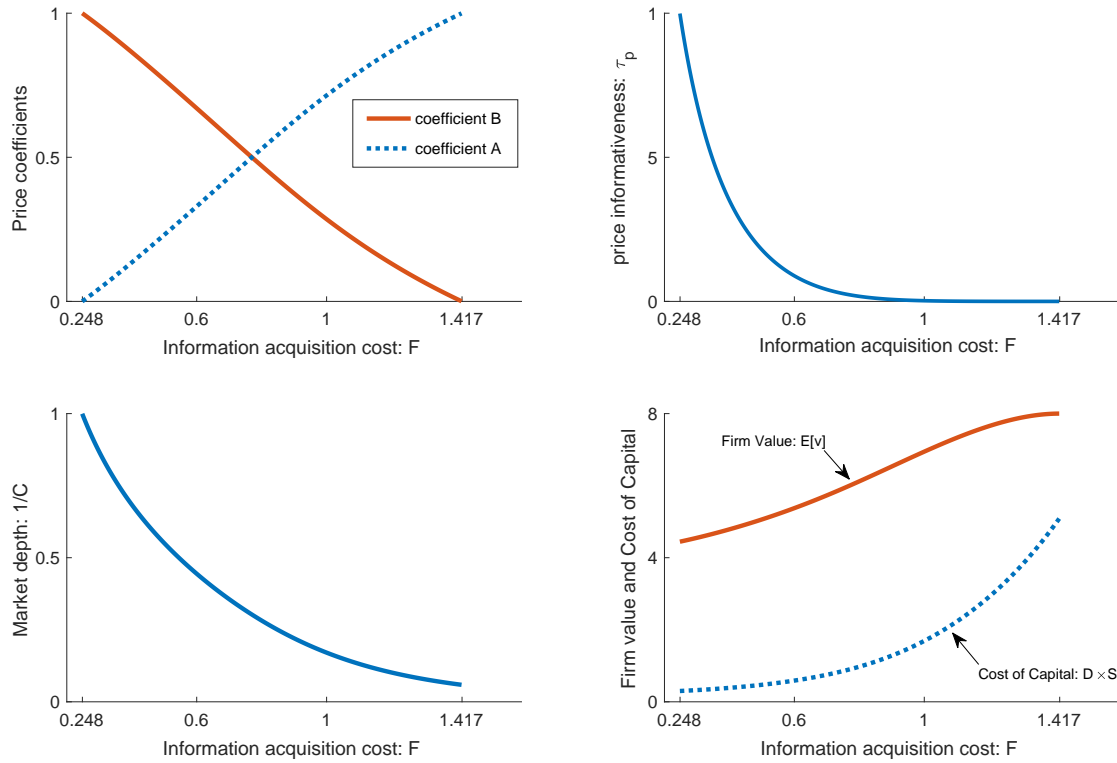 Price coefficients
1
0.5
0
coefficient B
coefficient A
0.248
0.6
1
1.417
Information acquisition cost: F
price informativeness: τp
1
5
0
0.248
0.6
1
1.417
Information acquisition cost: F
Market depth: 1/C
1
0.5
0
0.248
0.6
1
1.417
Information acquisition cost: F
Firm value and Cost of Capital
8
4
0
Firm Value: E[v]
Cost of Capital: D ×S
0.248
0.6
1
1.417
Information acquisition cost: F